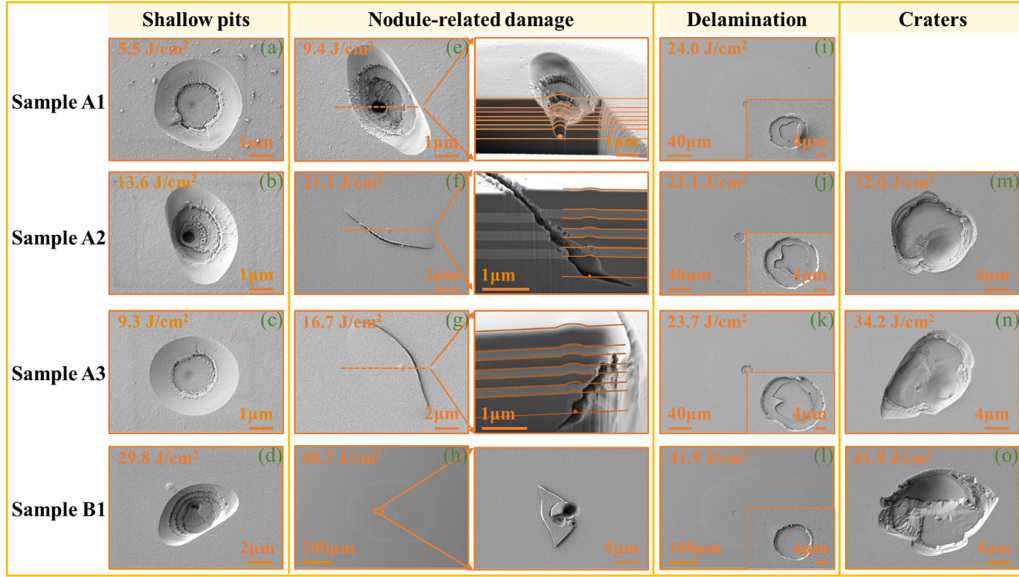 Shallow pits Nodule-related damage Delamination Craters
Sample A1
5.5 J/cm² (a) 1μm
9.4 J/cm² (e) 1μm
1μm
24.0 J/cm² (i) 40μm 4μm
Sample A2
13.6 J/cm² (b) 1μm
21.1 J/cm² (f) 2μm
1μm
21.1 J/cm² (j) 40μm 4μm
32.0 J/cm² (m) 4μm
Sample A3
9.3 J/cm² (c) 1μm
16.7 J/cm² (g) 2μm
1μm
23.7 J/cm² (k) 40μm 4μm
34.2 J/cm² (n) 4μm
Sample B1
29.8 J/cm² (d) 2μm
48.3 J/cm² (h) 200μm
4μm
41.9 J/cm² (l) 100μm 4μm
41.9 J/cm² (o) 4μm